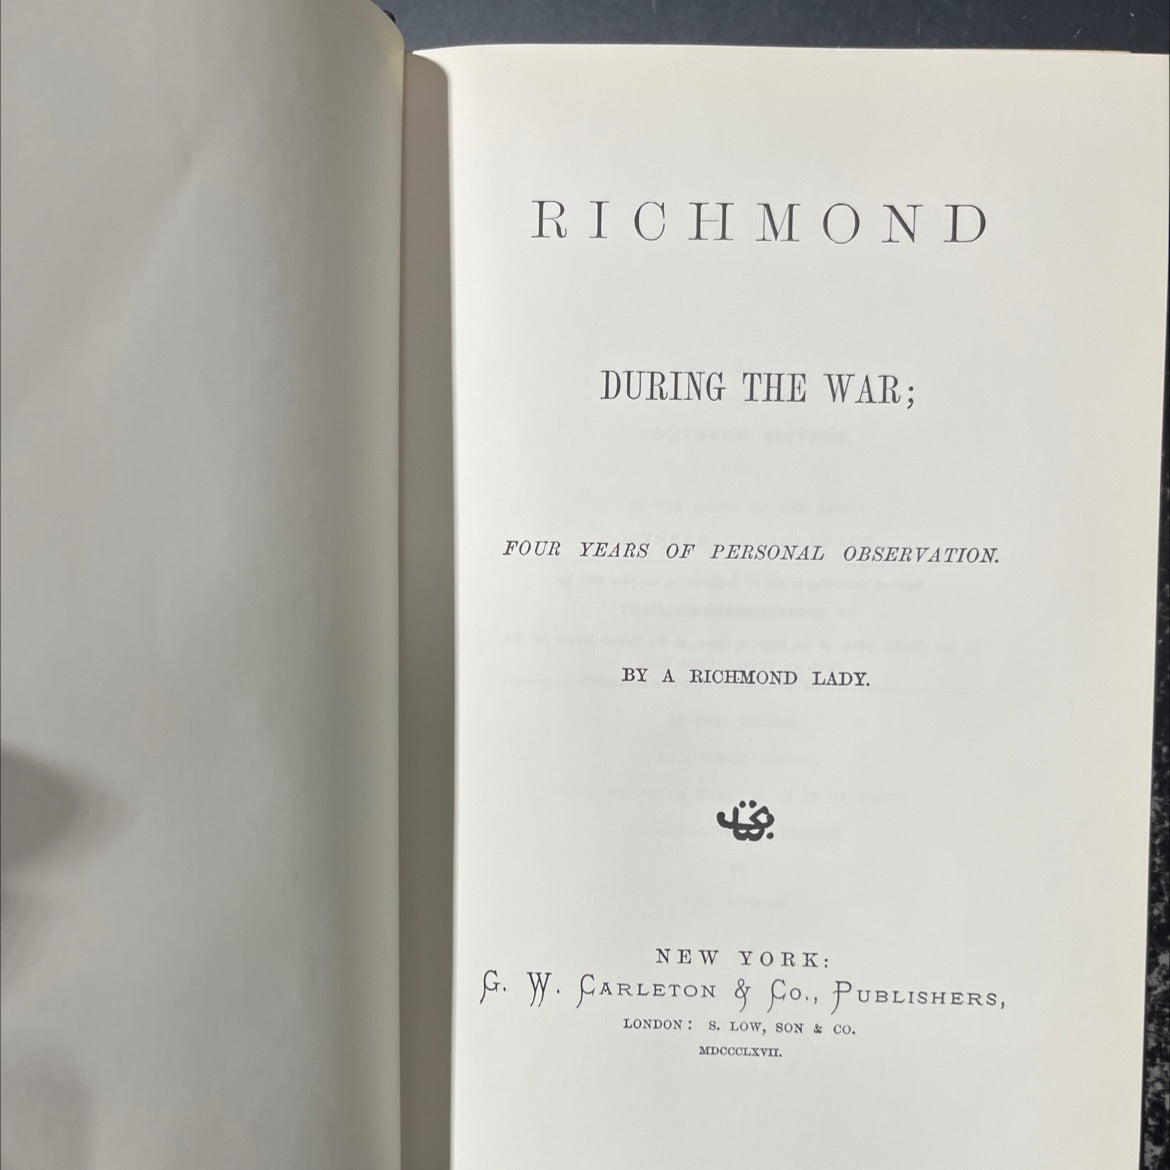 RICHMOND
DURING THE WAR;
FOUR YEARS OF PERSONAL OBSERVATION.
BY A RICHMOND LADY.
NEW YORK:
G. W. CARLETON & CO., PUBLISHERS,
LONDON: S. LOW, SON & CO.
MDCCCLXVII.